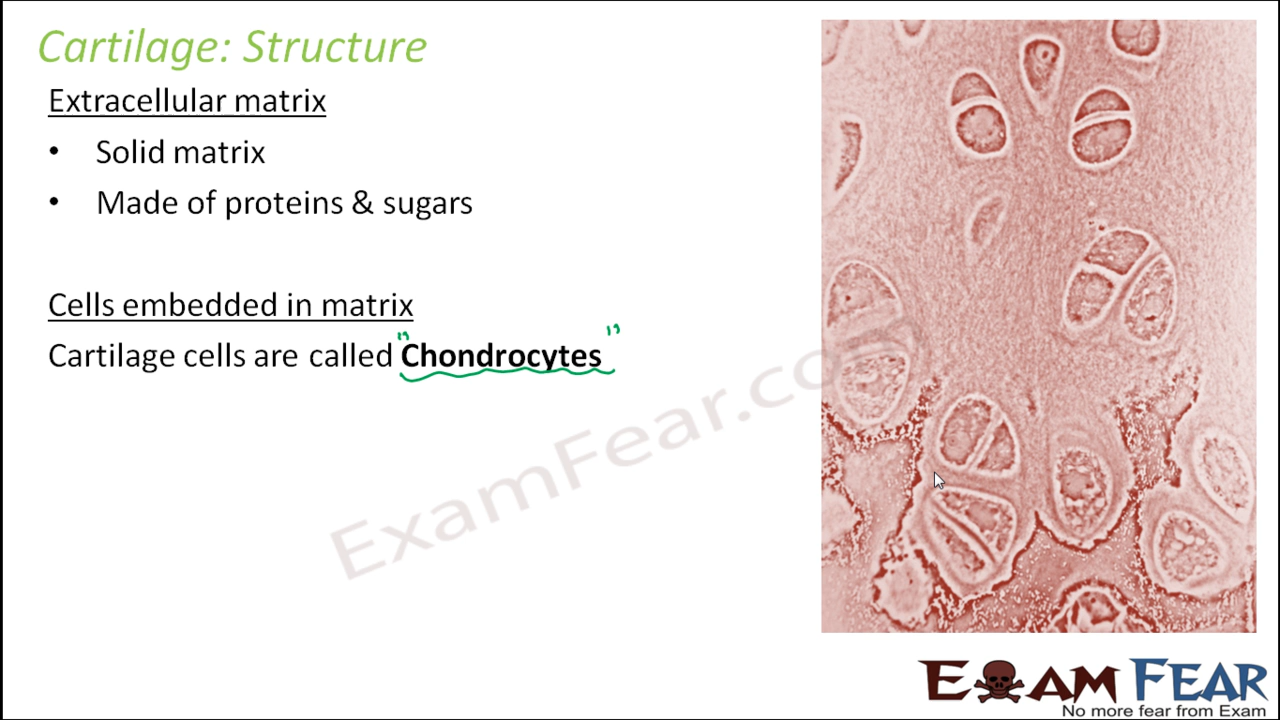 Cartilage: Structure
Extracellular matrix
• Solid matrix
• Made of proteins & sugars
Cells embedded in matrix
Cartilage cells are called "Chondrocytes"
ExamFear.com
EXAM FEAR
No more fear from Exam